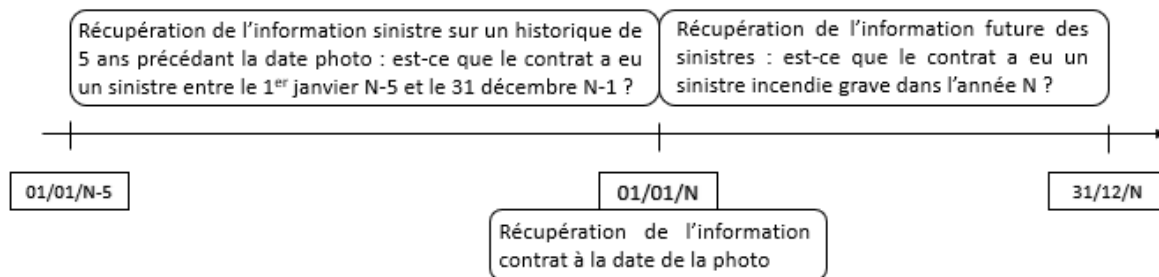 Récupération de l'information sinistre sur un historique de
5 ans précédant la date photo : est-ce que le contrat a eu
un sinistre entre le 1er janvier N-5 et le 31 décembre N-1 ?
Récupération de l'information future des
sinistres : est-ce que le contrat a eu un
sinistre incendie grave dans l'année N ?
01/01/N-5
01/01/N
31/12/N
Récupération de l'information
contrat à la date de la photo